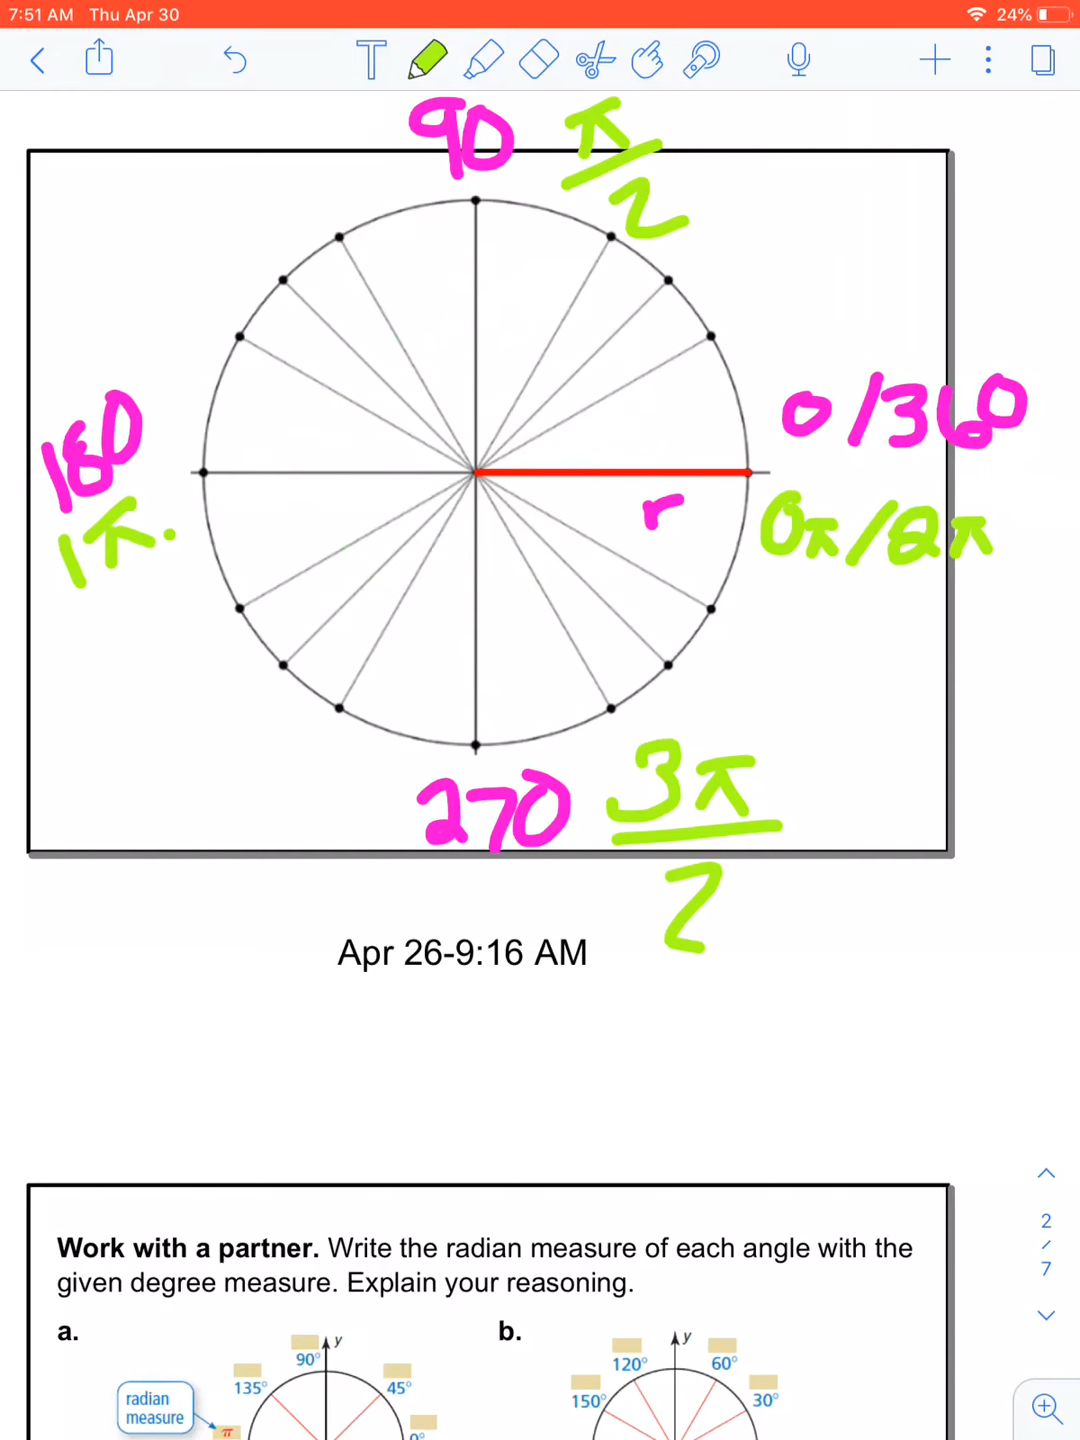 7:51 AM Thu Apr 30 24%
T
90 π/2
0/360
180
r
0π/2π
1π.
270 3π
2
Apr 26-9:16 AM
2
/
7
Work with a partner. Write the radian measure of each angle with the
given degree measure. Explain your reasoning.
a. b.
y y
90° 120° 60°
135° 45° 150° 30°
radian
measure
π
0°